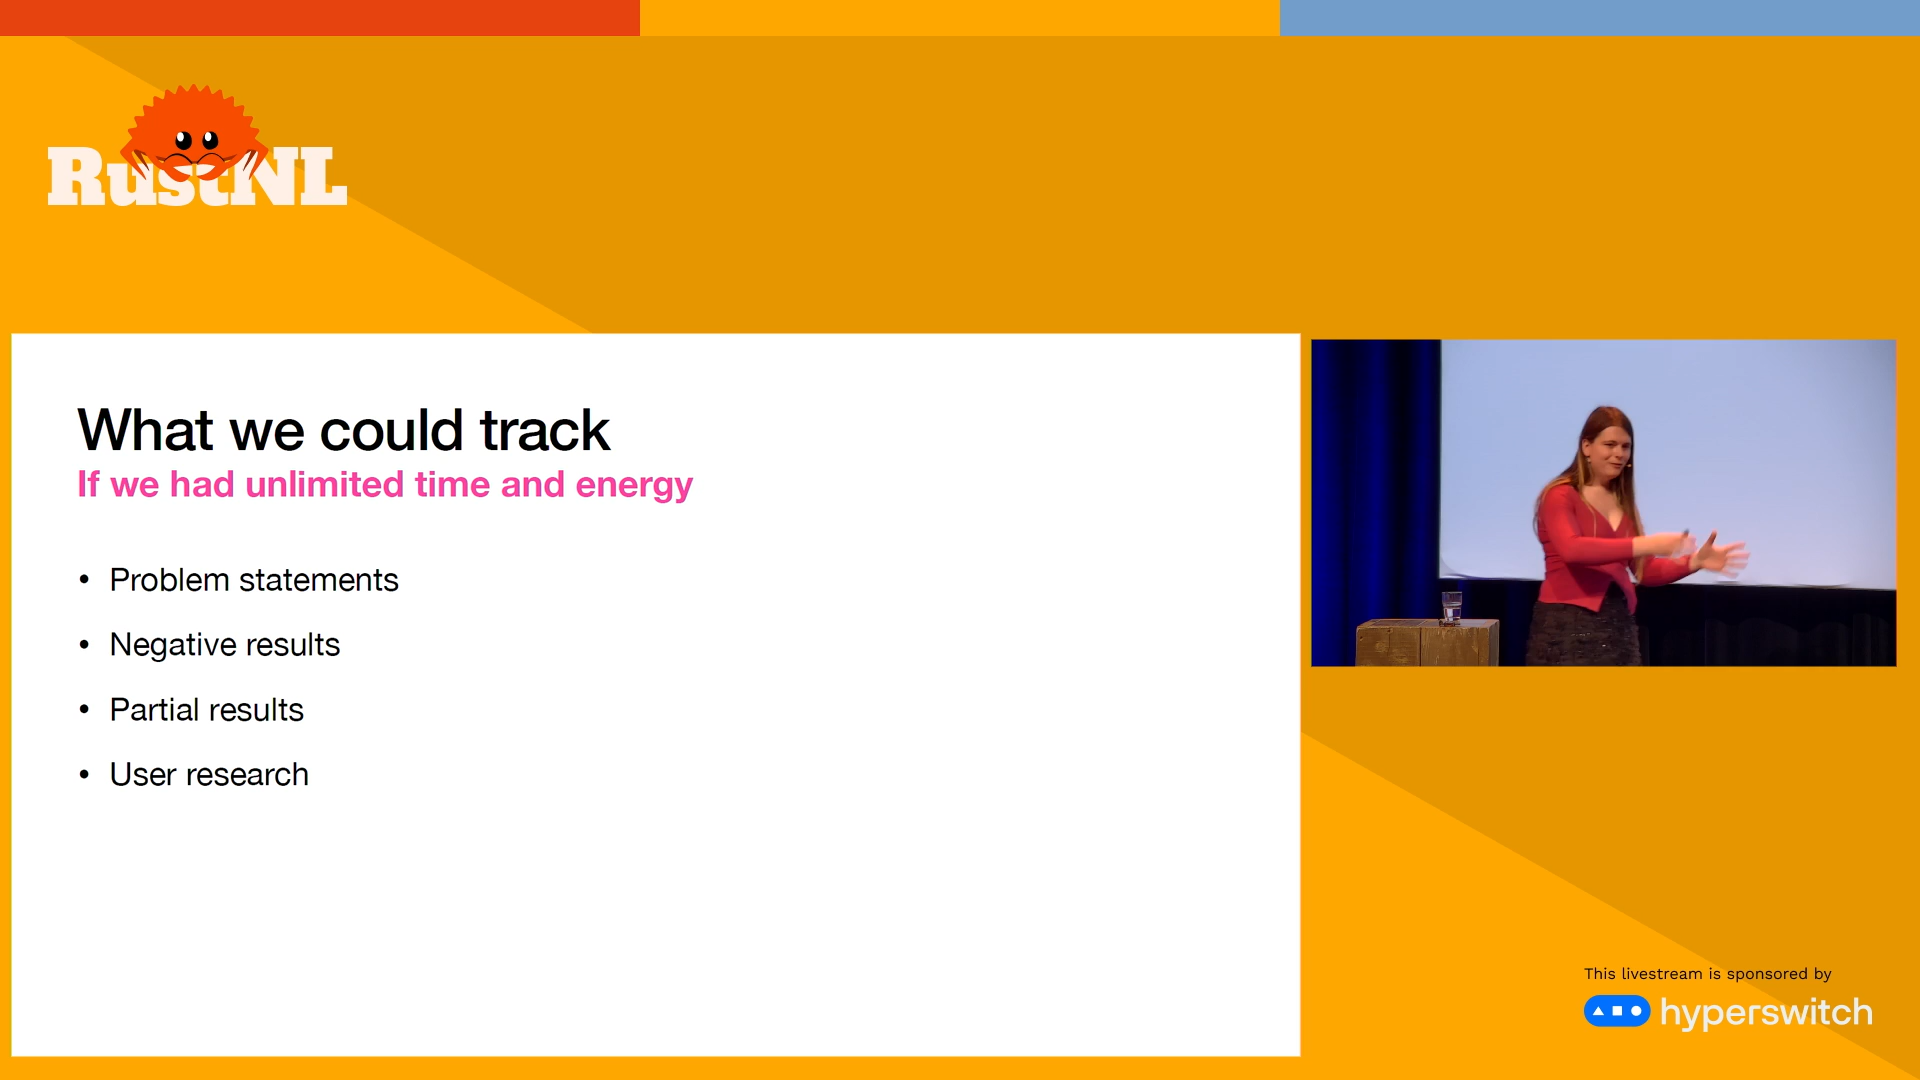 RustNL
What we could track
If we had unlimited time and energy
• Problem statements
• Negative results
• Partial results
• User research
This livestream is sponsored by
hyperswitch